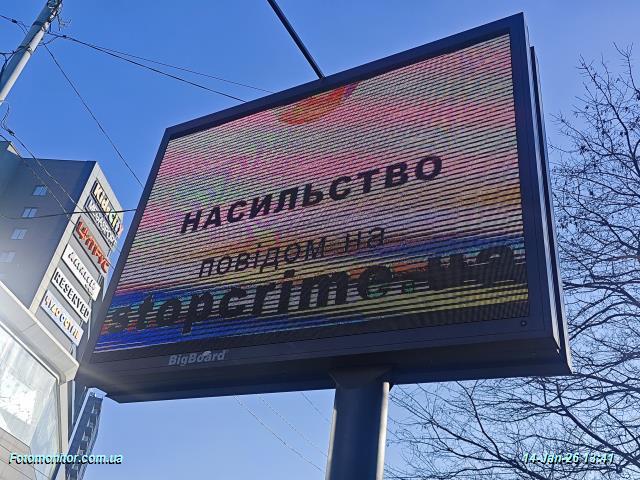 НАСИЛЬСТВО
повідом на
stopcrime.ua
BigBoard
RESERVED
Fotomonitor.com.ua
14-Jan-26 13:41